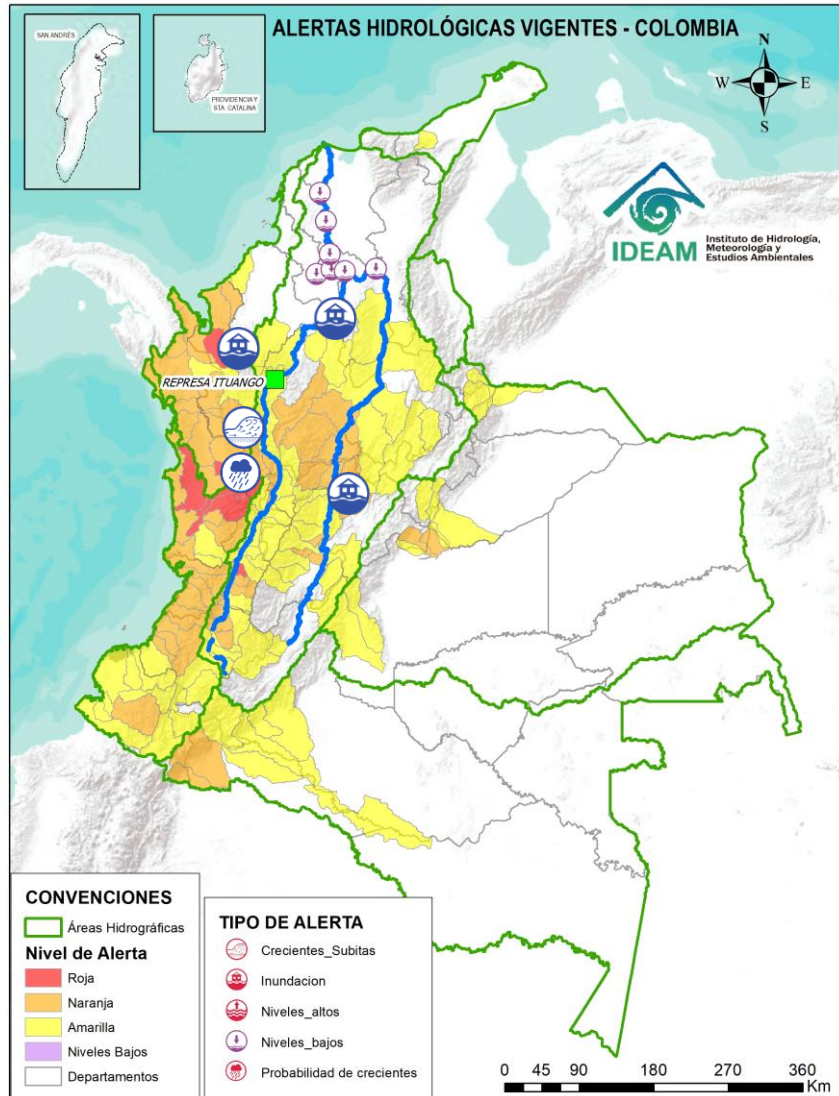 ALERTAS HIDROLÓGICAS VIGENTES - COLOMBIA
SAN ANDRÉS
PROVIDENCIA Y
STA. CATALINA
N
W
E
S
IDEAM
Instituto de Hidrología,
Meteorología y
Estudios Ambientales
REPRESA ITUANGO
CONVENCIONES
Áreas Hidrográficas
Nivel de Alerta
Roja
Naranja
Amarilla
Niveles Bajos
Departamentos
TIPO DE ALERTA
Crecientes_Subitas
Inundacion
Niveles_altos
Niveles_bajos
Probabilidad de crecientes
0 45 90 180 270 360
Km